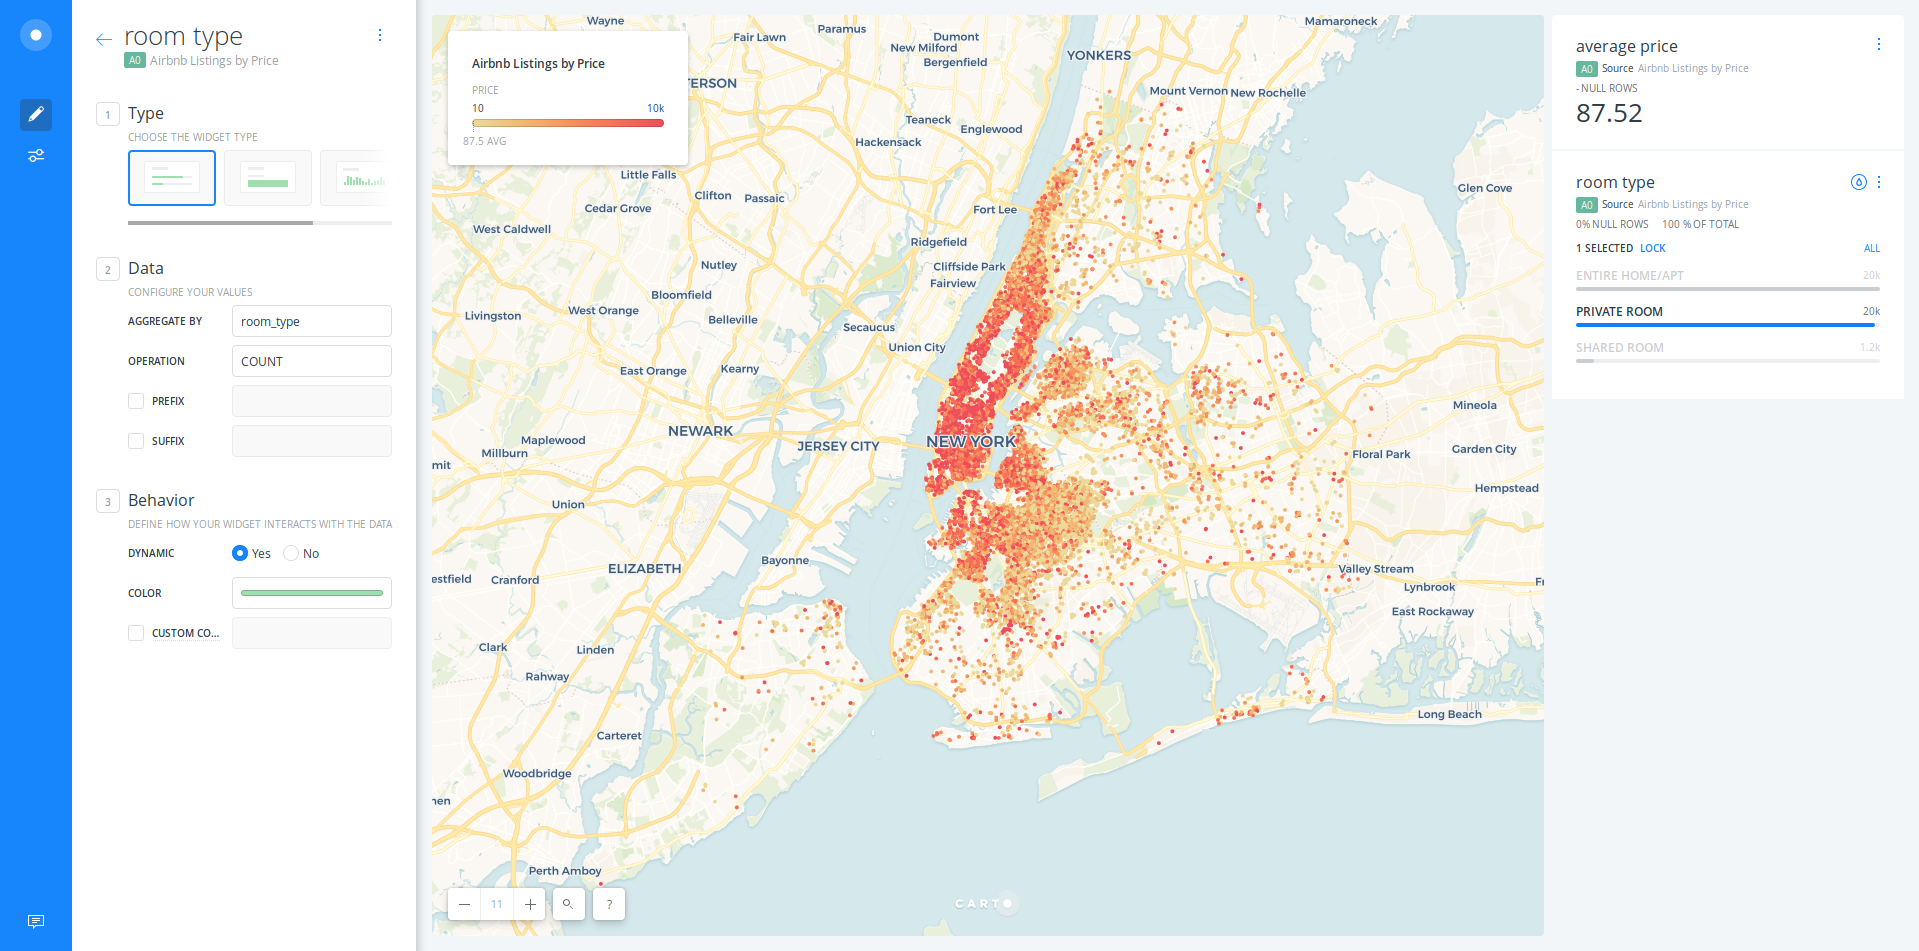 room type
A0 Airbnb Listings by Price
1 Type
CHOOSE THE WIDGET TYPE
2 Data
CONFIGURE YOUR VALUES
AGGREGATE BY room_type
OPERATION COUNT
PREFIX
SUFFIX
3 Behavior
DEFINE HOW YOUR WIDGET INTERACTS WITH THE DATA
DYNAMIC Yes No
COLOR
CUSTOM CO...
Airbnb Listings by Price
PRICE
10 10k
87.5 AVG
Wayne
Mamaroneck
Paramus
Fair Lawn
Dumont
New Milford
YONKERS
Bergenfield
TERSON
Mount Vernon
New Rochelle
Teaneck
Englewood
Hackensack
Little Falls
Glen Cove
Clifton
Passaic
Cedar Grove
Fort Lee
West Caldwell
Ridgefield
Nutley
Cliffside Park
Fairview
Bloomfield
West Orange
Livingston
Belleville
Secaucus
Union City
East Orange
Kearny
Mineola
NEWARK
Maplewood
JERSEY CITY
NEW YORK
Garden City
Millburn
Floral Park
mit
Hempstead
Union
Bayonne
ELIZABETH
Valley Stream
estfield
Cranford
Fr
Lynbrook
East Rockaway
Clark
Linden
Rahway
Long Beach
Carteret
Woodbridge
nen
Perth Amboy
11
?
CARTO
average price
A0 Source Airbnb Listings by Price
- NULL ROWS
87.52
room type
A0 Source Airbnb Listings by Price
0% NULL ROWS 100 % OF TOTAL
1 SELECTED LOCK ALL
ENTIRE HOME/APT 20k
PRIVATE ROOM 20k
SHARED ROOM 1.2k